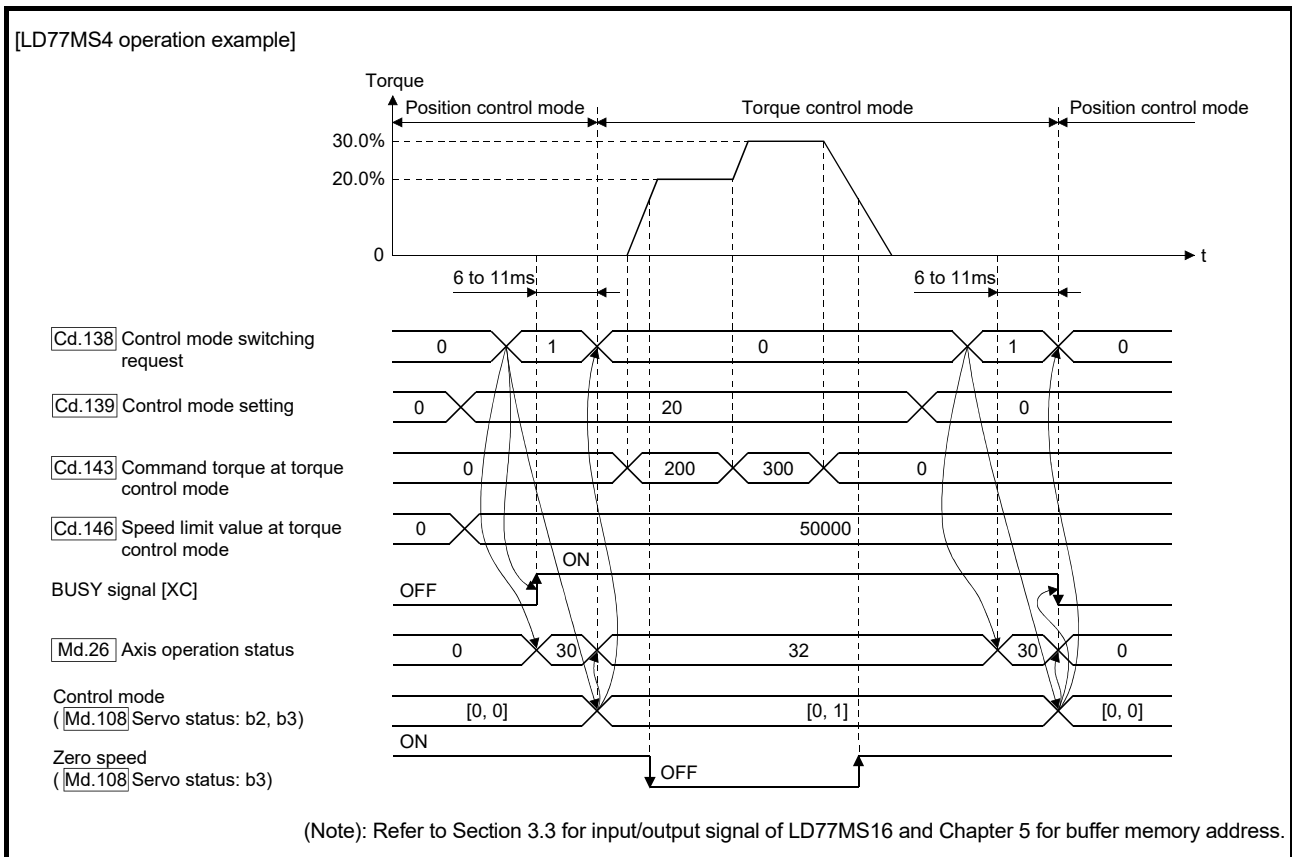 [LD77MS4 operation example]
Torque
Position control mode
Torque control mode
Position control mode
30.0%
20.0%
0
t
6 to 11ms
6 to 11ms
Cd.138 Control mode switching
request
0
1
0
1
0
Cd.139 Control mode setting
0
20
0
Cd.143 Command torque at torque
control mode
0
200
300
0
Cd.146 Speed limit value at torque
control mode
0
50000
BUSY signal [XC]
OFF
ON
Md.26 Axis operation status
0
30
32
30
0
Control mode
( Md.108 Servo status: b2, b3)
[0, 0]
[0, 1]
[0, 0]
Zero speed
( Md.108 Servo status: b3)
ON
OFF
(Note): Refer to Section 3.3 for input/output signal of LD77MS16 and Chapter 5 for buffer memory address.